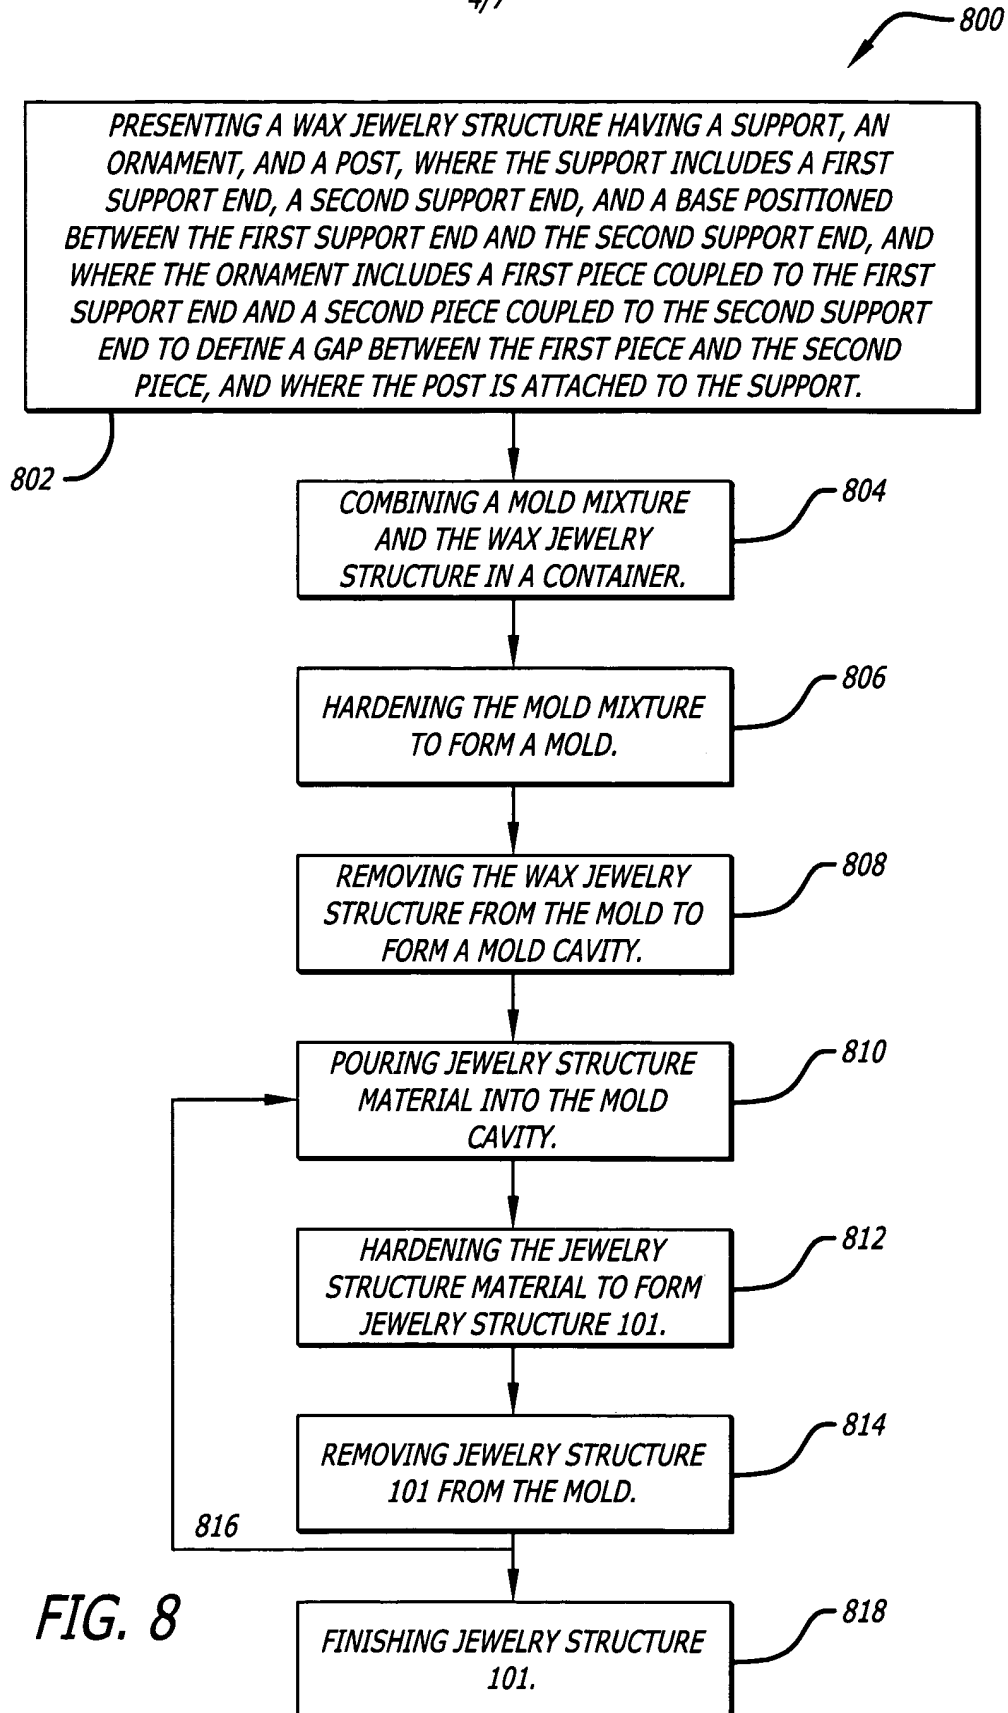 800
PRESENTING A WAX JEWELRY STRUCTURE HAVING A SUPPORT, AN
ORNAMENT, AND A POST, WHERE THE SUPPORT INCLUDES A FIRST
SUPPORT END, A SECOND SUPPORT END, AND A BASE POSITIONED
BETWEEN THE FIRST SUPPORT END AND THE SECOND SUPPORT END, AND
WHERE THE ORNAMENT INCLUDES A FIRST PIECE COUPLED TO THE FIRST
SUPPORT END AND A SECOND PIECE COUPLED TO THE SECOND SUPPORT
END TO DEFINE A GAP BETWEEN THE FIRST PIECE AND THE SECOND
PIECE, AND WHERE THE POST IS ATTACHED TO THE SUPPORT.
802
COMBINING A MOLD MIXTURE
AND THE WAX JEWELRY
STRUCTURE IN A CONTAINER.
804
HARDENING THE MOLD MIXTURE
TO FORM A MOLD.
806
REMOVING THE WAX JEWELRY
STRUCTURE FROM THE MOLD TO
FORM A MOLD CAVITY.
808
POURING JEWELRY STRUCTURE
MATERIAL INTO THE MOLD
CAVITY.
810
HARDENING THE JEWELRY
STRUCTURE MATERIAL TO FORM
JEWELRY STRUCTURE 101.
812
REMOVING JEWELRY STRUCTURE
101 FROM THE MOLD.
814
816
FINISHING JEWELRY STRUCTURE
101.
818
FIG. 8